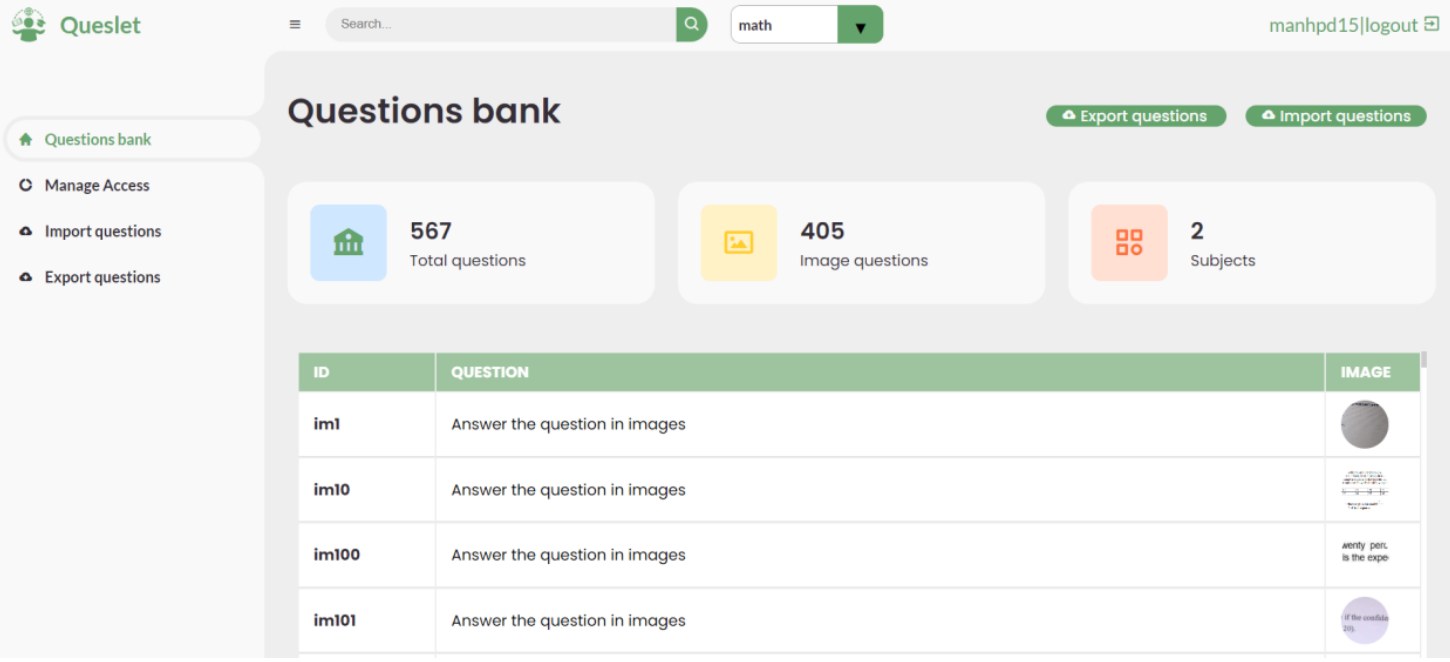 Queslet
Search...
math
manhpd15|logout
Questions bank
Manage Access
Import questions
Export questions
Questions bank
Export questions
Import questions
567
Total questions
405
Image questions
2
Subjects
ID QUESTION IMAGE
im1 Answer the question in images
im10 Answer the question in images
im100 Answer the question in images
is the expe
im101 Answer the question in images
if the confide
20).